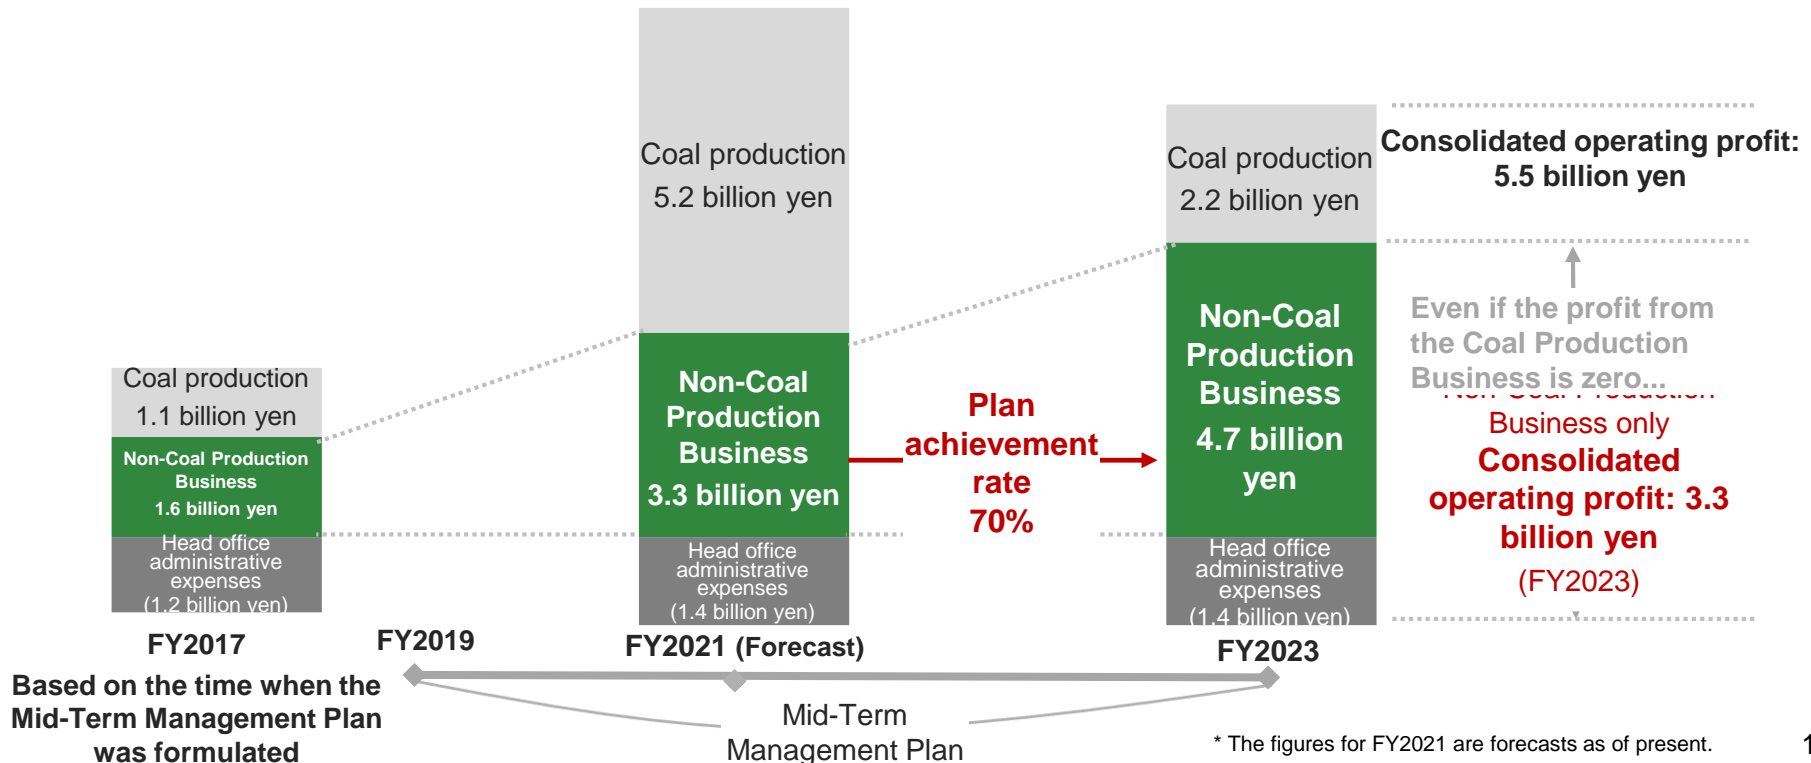 Coal production
1.1 billion yen
Non-Coal Production
Business
1.6 billion yen
Head office
administrative
expenses
(1.2 billion yen)
FY2017
Based on the time when the
Mid-Term Management Plan
was formulated
FY2019
Coal production
5.2 billion yen
Non-Coal
Production
Business
3.3 billion yen
Head office
administrative
expenses
(1.4 billion yen)
FY2021 (Forecast)
Plan
achievement
rate
70%
Coal production
2.2 billion yen
Non-Coal
Production
Business
4.7 billion
yen
Head office
administrative
expenses
(1.4 billion yen)
FY2023
Mid-Term
Management Plan
Consolidated operating profit:
5.5 billion yen
Even if the profit from
the Coal Production
Business is zero...
Non-Coal Production
Business only
Consolidated
operating profit: 3.3
billion yen
(FY2023)
* The figures for FY2021 are forecasts as of present.
1